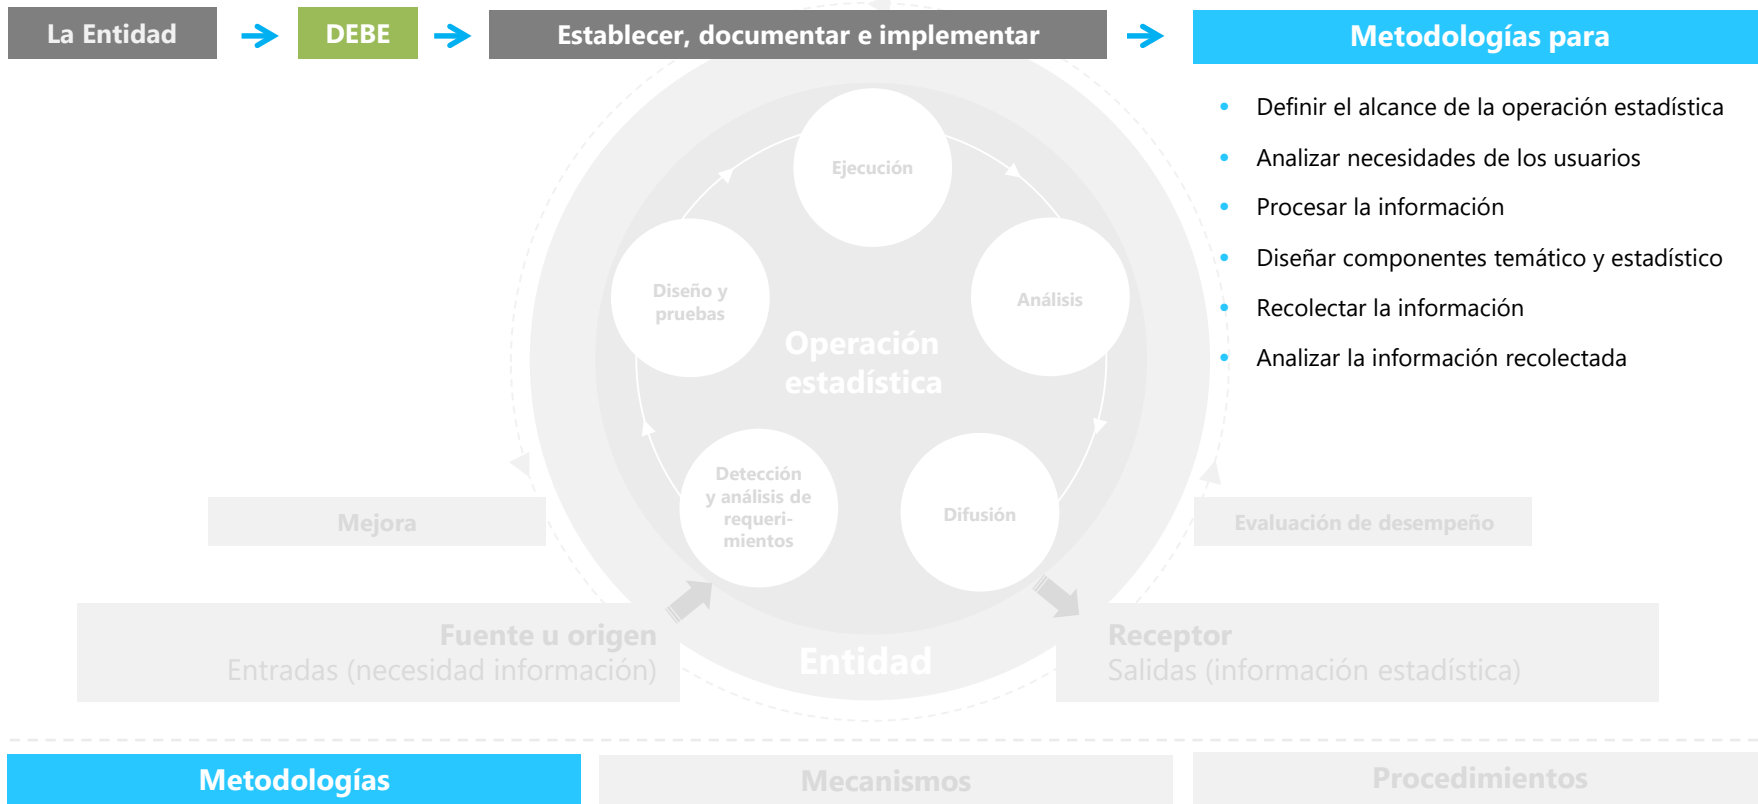 La Entidad
DEBE
Establecer, documentar e implementar
Metodologías para
• Definir el alcance de la operación estadística
• Analizar necesidades de los usuarios
• Procesar la información
• Diseñar componentes temático y estadístico
• Recolectar la información
• Analizar la información recolectada
Ejecución
Diseño y
pruebas
Análisis
Operación
estadística
Detección
y análisis de
requeri-
mientos
Difusión
Mejora
Evaluación de desempeño
Fuente u origen
Entradas (necesidad información)
Entidad
Receptor
Salidas (información estadística)
Metodologías
Mecanismos
Procedimientos